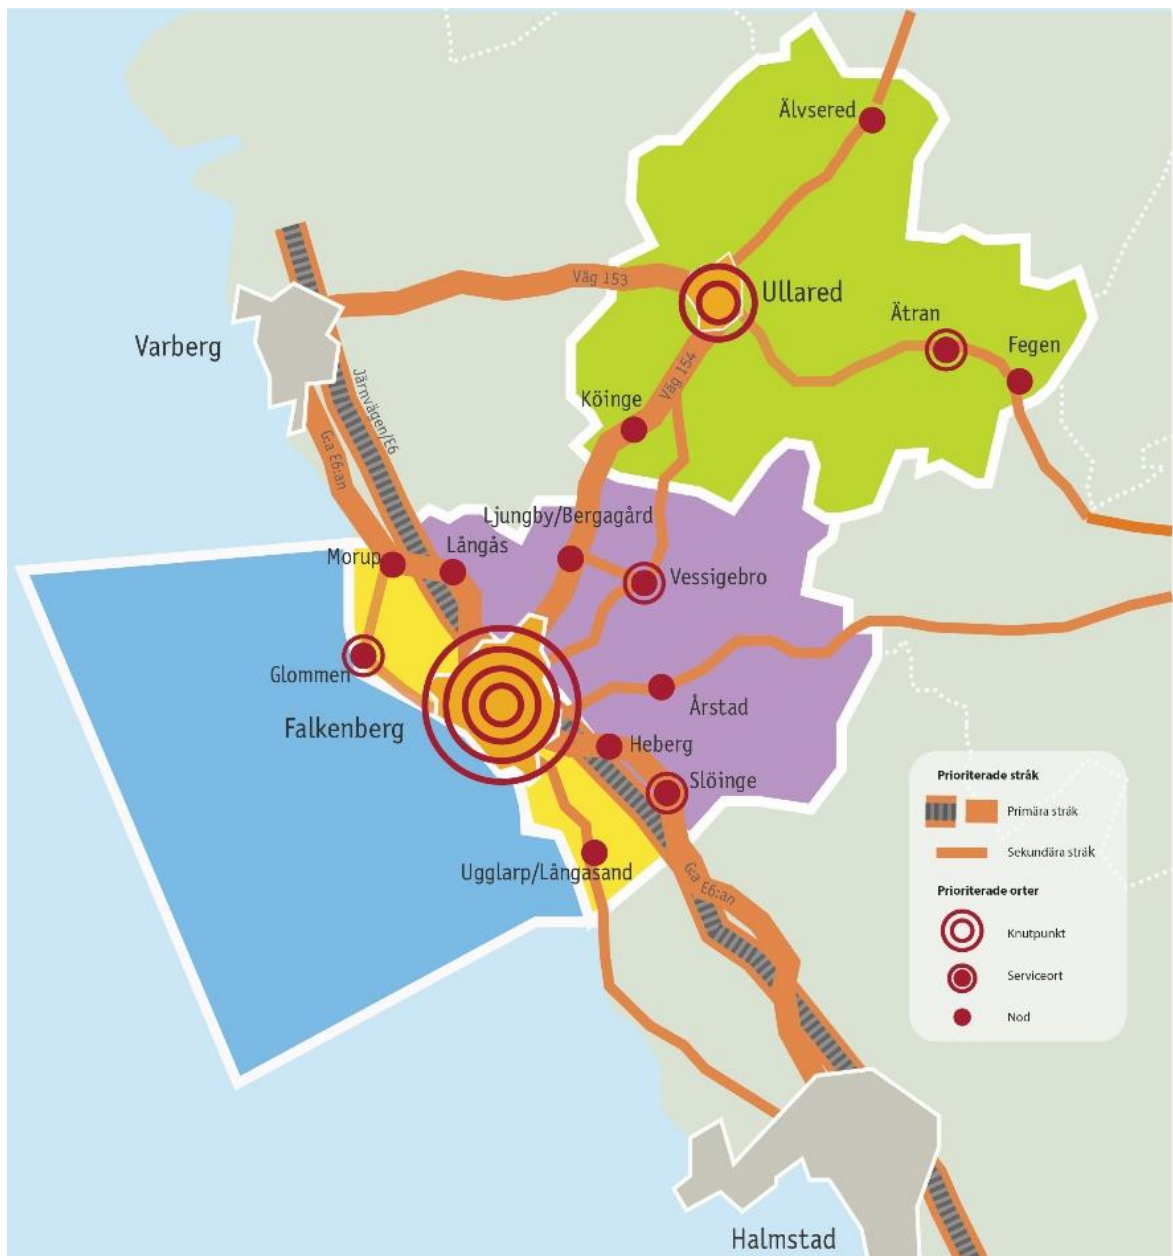 Älvsered
Väg 153
Ullared
Ätran
Varberg
Fegen
Väg 154
Järnvägen/E6
Köinge
G:a E6:an
Ljungby/Bergagård
Långås
Morup
Vessigebro
Glommen
Årstad
Falkenberg
Heberg
Slöinge
Ugglarp/Långasand
G:a E6:an
Prioriterade stråk
Primära stråk
Sekundära stråk
Prioriterade orter
Knutpunkt
Serviceort
Nod
Halmstad